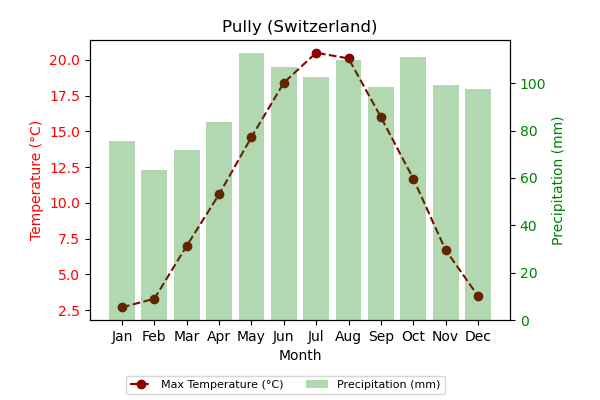 Pully (Switzerland)
Temperature (°C)
20.0
17.5
15.0
12.5
10.0
7.5
5.0
2.5
100
80
60
40
20
0
Precipitation (mm)
Jan Feb Mar Apr May Jun Jul Aug Sep Oct Nov Dec
Month
Max Temperature (°C) Precipitation (mm)